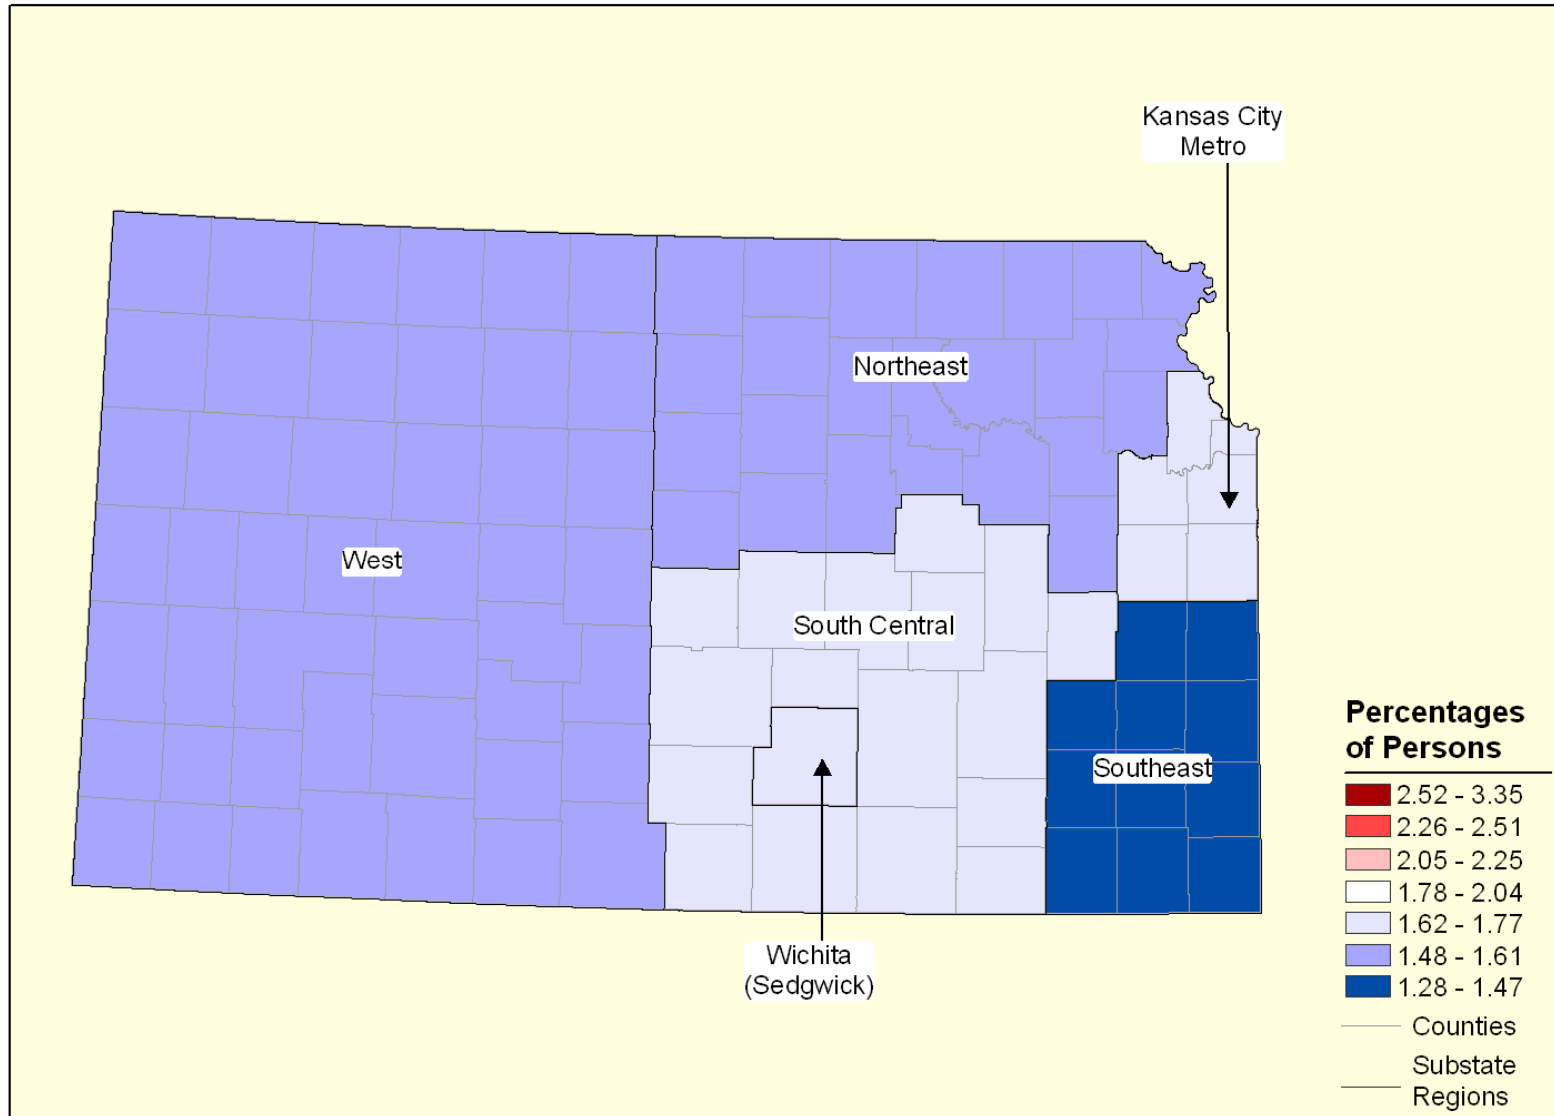 Kansas City
Metro
Northeast
West
South Central
Southeast
Wichita
(Sedgwick)
Percentages
of Persons
2.52 - 3.35
2.26 - 2.51
2.05 - 2.25
1.78 - 2.04
1.62 - 1.77
1.48 - 1.61
1.28 - 1.47
Counties
Substate
Regions